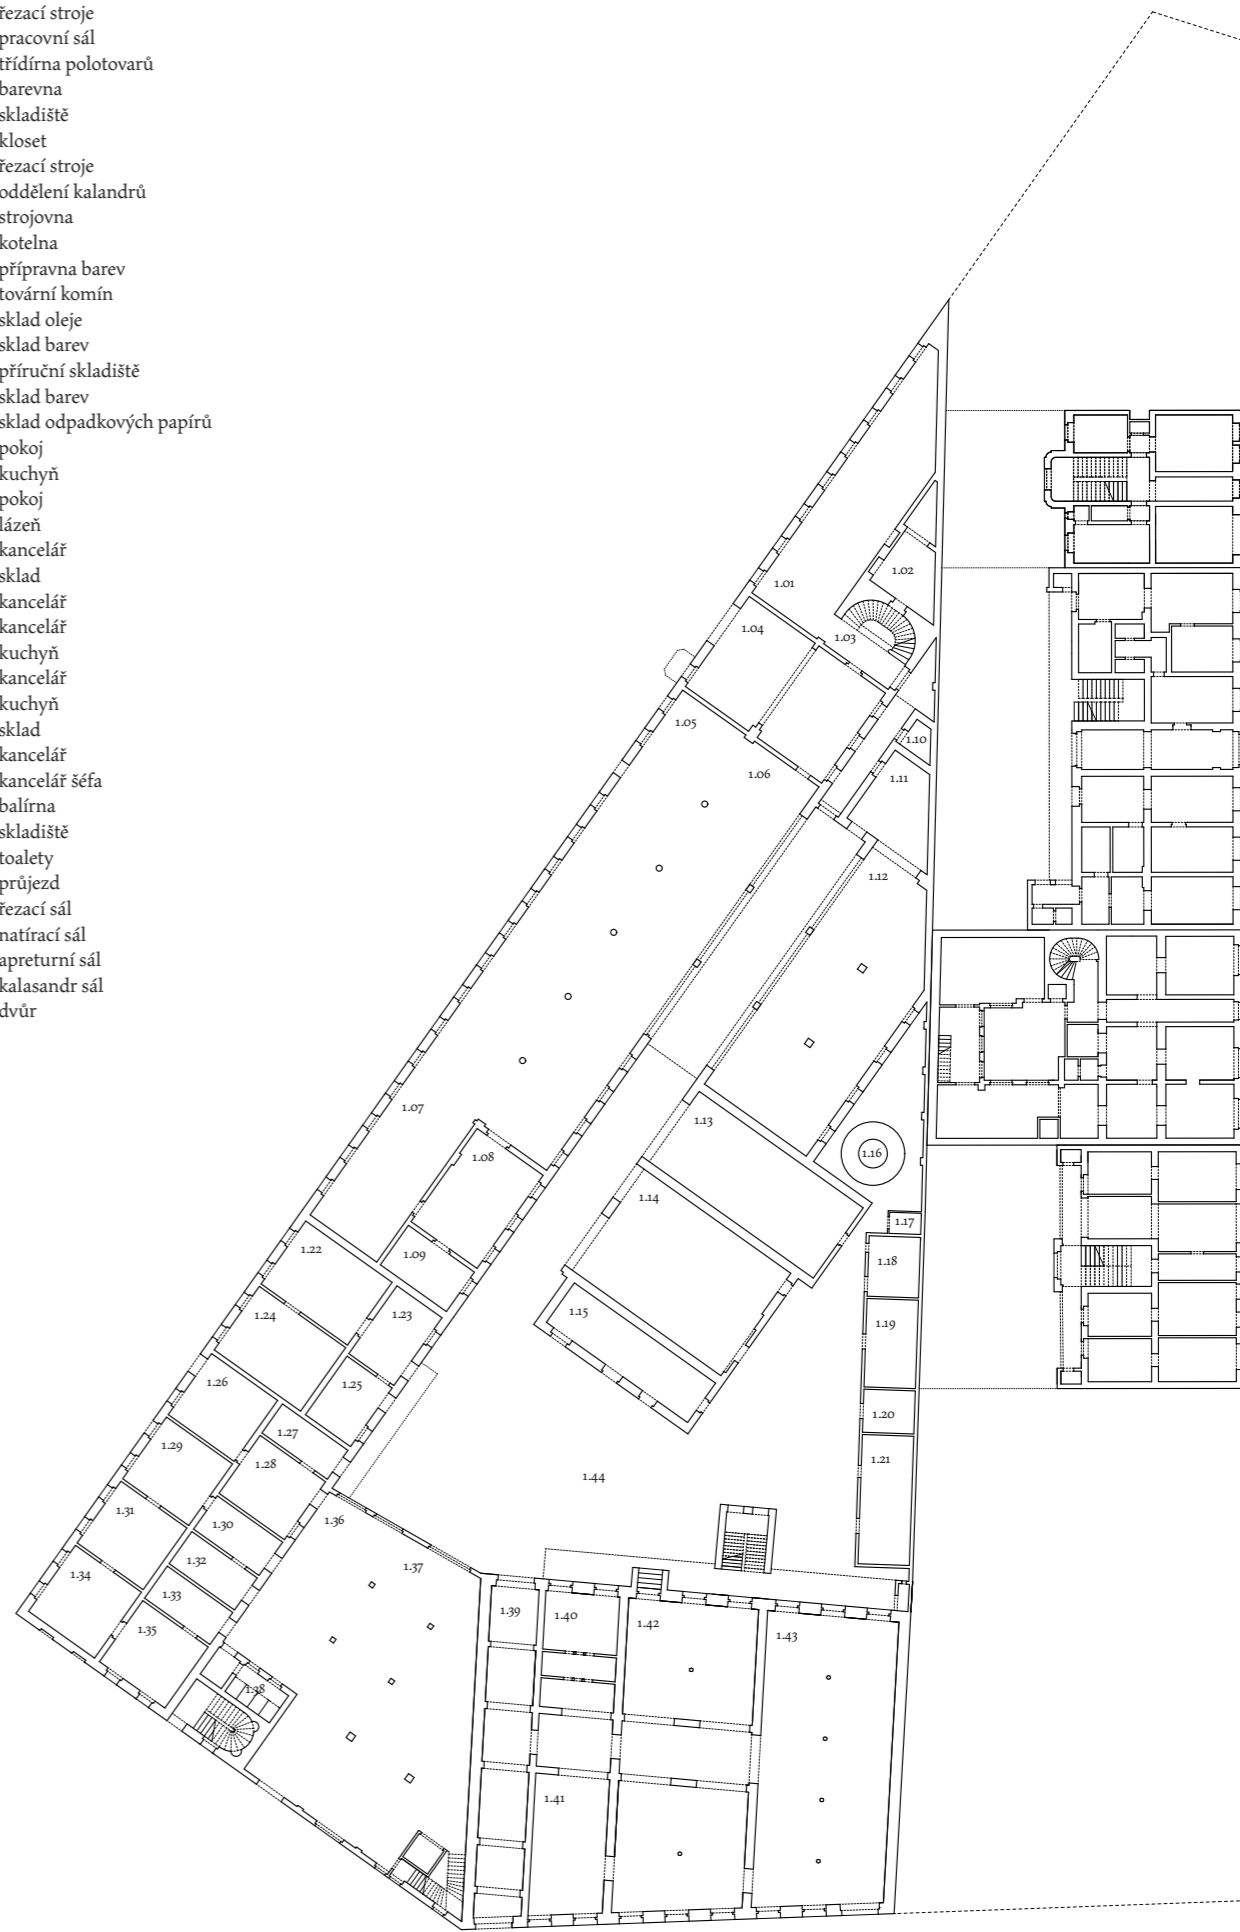 řezací stroje
pracovní sál
třídírna polotovarů
barevna
skladiště
kloset
řezací stroje
oddělení kalandrů
strojovna
kotelna
přípravna barev
tovární komín
sklad oleje
sklad barev
příruční skladiště
sklad barev
sklad odpadkových papírů
pokoj
kuchyň
pokoj
lázeň
kancelář
sklad
kancelář
kancelář
kuchyň
kancelář
kuchyň
sklad
kancelář
kancelář šéfa
balírna
skladiště
toalety
průjezd
řezací sál
natírací sál
apreturní sál
kalasandr sál
dvůr
1.01
1.02
1.03
1.04
1.05
1.06
1.07
1.08
1.09
1.10
1.11
1.12
1.13
1.14
1.15
1.16
1.17
1.18
1.19
1.20
1.21
1.22
1.23
1.24
1.25
1.26
1.27
1.28
1.29
1.30
1.31
1.32
1.33
1.34
1.35
1.36
1.37
1.38
1.39
1.40
1.41
1.42
1.43
1.44